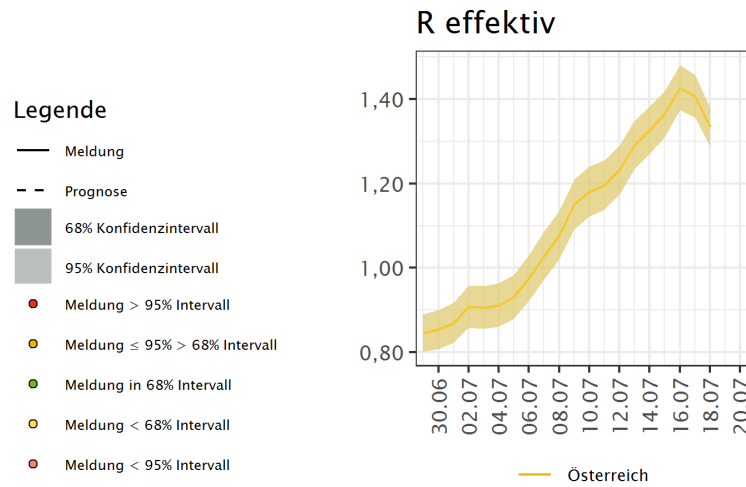 R effektiv
Legende
Meldung
Prognose
68% Konfidenzintervall
95% Konfidenzintervall
Meldung > 95% Intervall
Meldung ≤ 95% > 68% Intervall
Meldung in 68% Intervall
Meldung < 68% Intervall
Meldung < 95% Intervall
1,40
1,20
1,00
0,80
30.06
02.07
04.07
06.07
08.07
10.07
12.07
14.07
16.07
18.07
20.07
Österreich